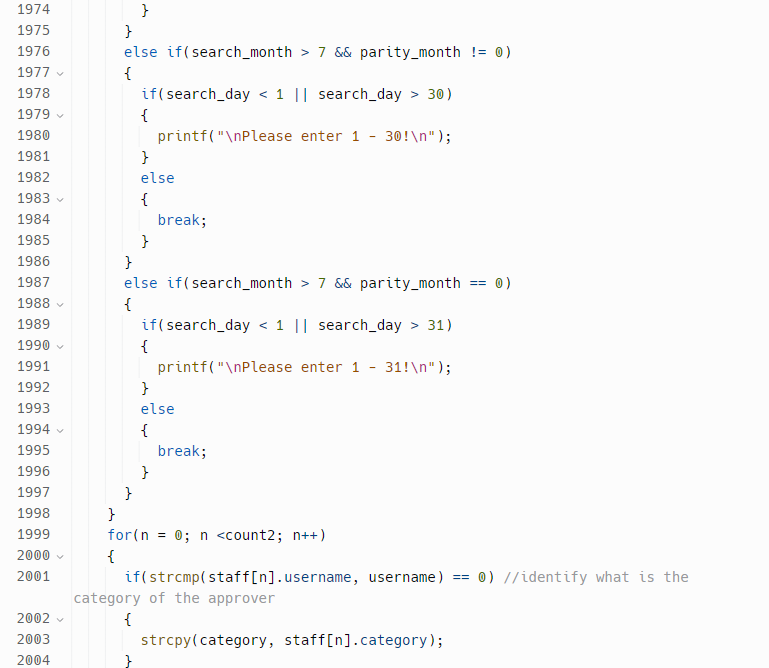 1974         }
1975       }
1976       else if(search_month > 7 && parity_month != 0)
1977       {
1978         if(search_day < 1 || search_day > 30)
1979         {
1980           printf("\nPlease enter 1 - 30!\n");
1981         }
1982         else
1983         {
1984           break;
1985         }
1986       }
1987       else if(search_month > 7 && parity_month == 0)
1988       {
1989         if(search_day < 1 || search_day > 31)
1990         {
1991           printf("\nPlease enter 1 - 31!\n");
1992         }
1993         else
1994         {
1995           break;
1996         }
1997       }
1998     }
1999     for(n = 0; n <count2; n++)
2000     {
2001       if(strcmp(staff[n].username, username) == 0) //identify what is the
category of the approver
2002       {
2003         strcpy(category, staff[n].category);
2004       }